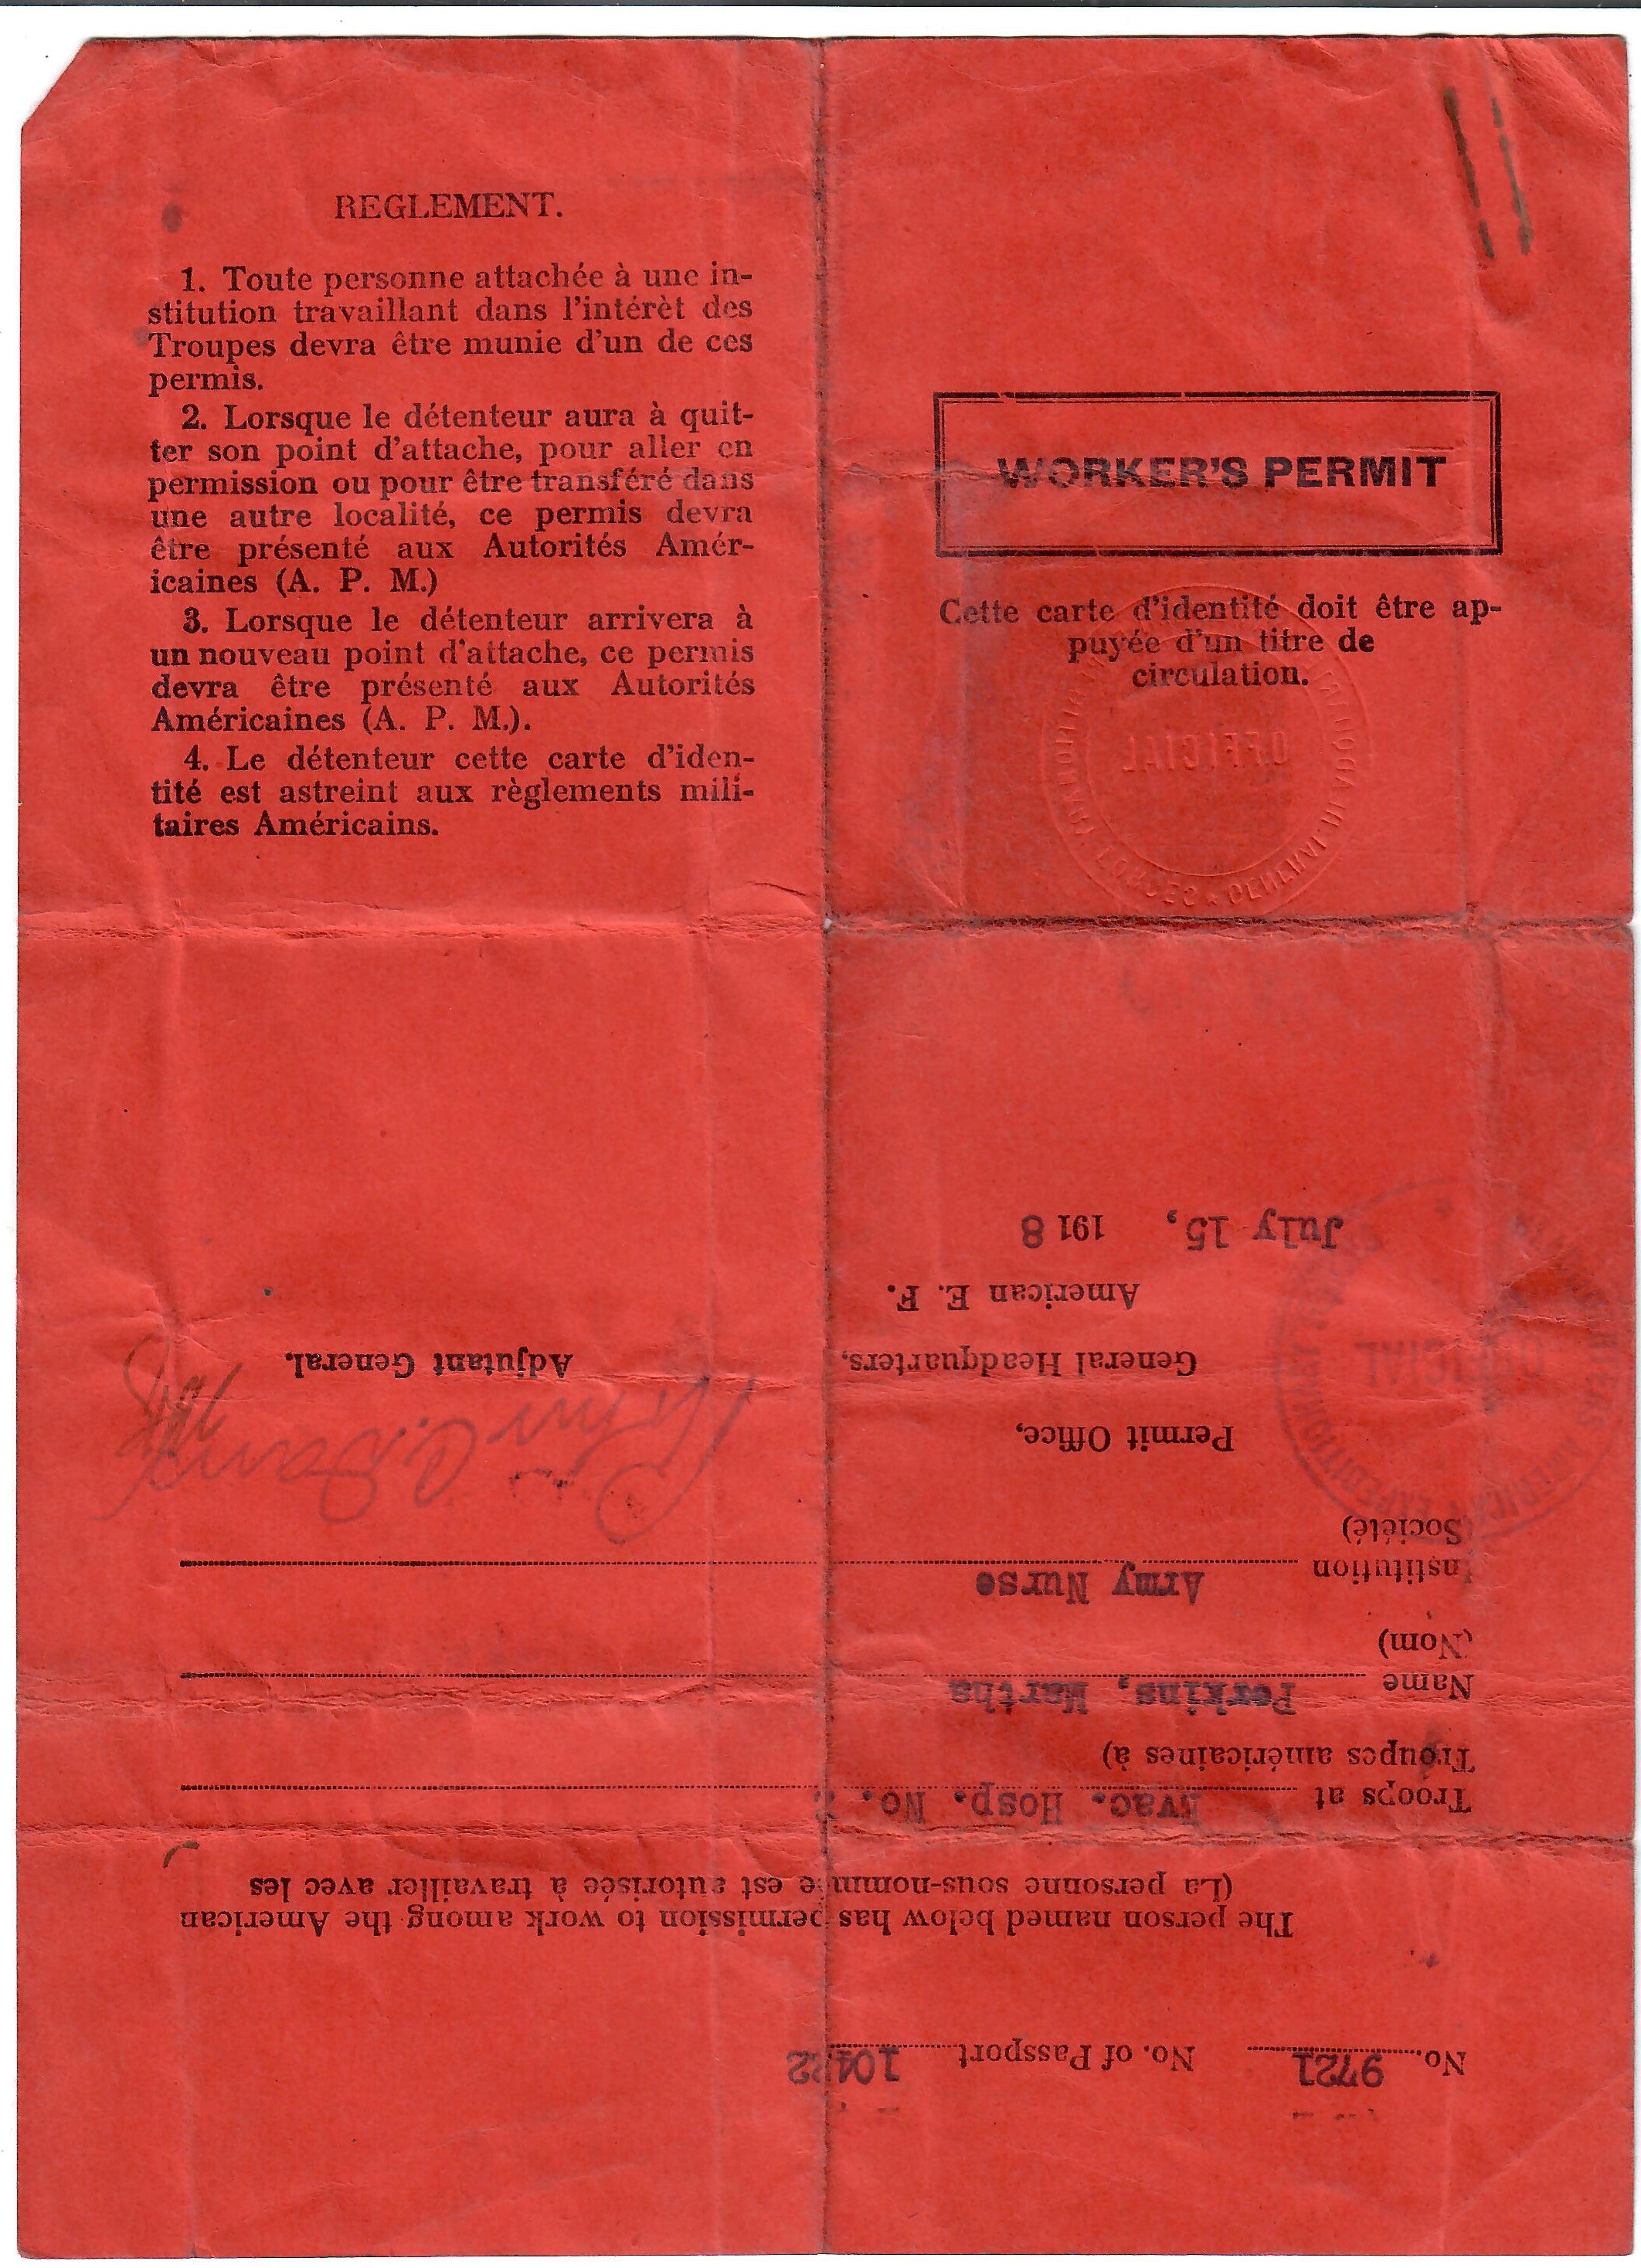 REGLEMENT.
1. Toute personne attachée à une in-
stitution travaillant dans l'intérèt des
Troupes devra être munie d'un de ces
permis.
2. Lorsque le détenteur aura à quit-
ter son point d'attache, pour aller en
permission ou pour être transféré dans
une autre localité, ce permis devra
être présenté aux Autorités Amér-
icaines (A. P. M.)
3. Lorsque le détenteur arrivera à
un nouveau point d'attache, ce permis
devra être présenté aux Autorités
Américaines (A. P. M.).
4. Le détenteur cette carte d'iden-
tité est astreint aux règlements mili-
taires Américains.
WORKER'S PERMIT
Cette carte d'identité doit être ap-
puyée d'un titre de
circulation.
OFFICIAL
No. 9721 No. of Passport
The person named below has permission to work among the American
(La personne sous-nommée est autorisée à travailler avec les
Troops at Evac. Hosp. No.
Troupes américaines à)
Name Perkins, Martha
(Nom)
Institution Army Nurse
(Société)
Permit Office,
General Headquarters,
American E. F.
July 15, 1918
Adjutant General.